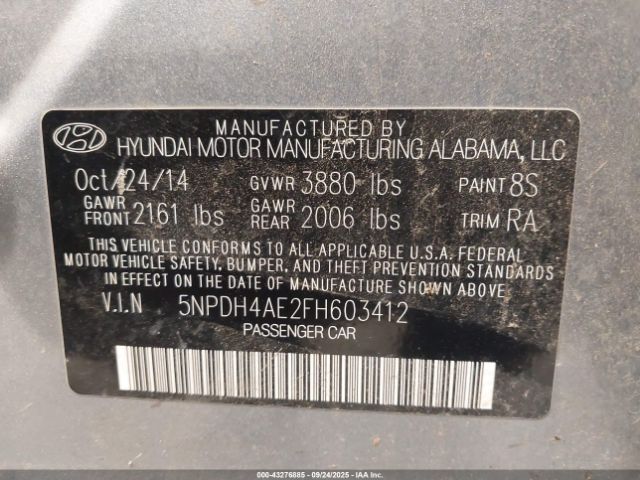 MANUFACTURED BY
HYUNDAI MOTOR MANUFACTURING ALABAMA, LLC
Oct/24/14 GVWR 3880 lbs PAINT 8S
GAWR FRONT 2161 lbs GAWR REAR 2006 lbs TRIM RA
THIS VEHICLE CONFORMS TO ALL APPLICABLE U.S.A. FEDERAL
MOTOR VEHICLE SAFETY, BUMPER, AND THEFT PREVENTION STANDARDS
IN EFFECT ON THE DATE OF MANUFACTURE SHOWN ABOVE.
V.I.N 5NPDH4AE2FH603412
PASSENGER CAR
000-43276885 - 09/24/2025 - IAAI.COM